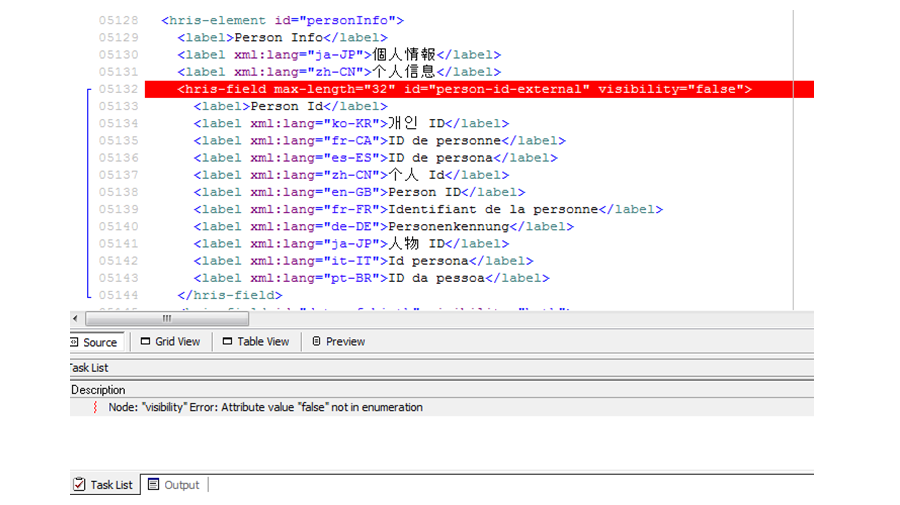 05128 <hris-element id="personInfo">
05129 <label>Person Info</label>
05130 <label xml:lang="ja-JP">個人情報</label>
05131 <label xml:lang="zh-CN">个人信息</label>
05132 <hris-field max-length="32" id="person-id-external" visibility="false">
05133 <label>Person Id</label>
05134 <label xml:lang="ko-KR">개인 ID</label>
05135 <label xml:lang="fr-CA">ID de personne</label>
05136 <label xml:lang="es-ES">ID de persona</label>
05137 <label xml:lang="zh-CN">个人 Id</label>
05138 <label xml:lang="en-GB">Person ID</label>
05139 <label xml:lang="fr-FR">Identifiant de la personne</label>
05140 <label xml:lang="de-DE">Personenkennung</label>
05141 <label xml:lang="ja-JP">人物 ID</label>
05142 <label xml:lang="it-IT">Id persona</label>
05143 <label xml:lang="pt-BR">ID da pessoa</label>
05144 </hris-field>
Source Grid View Table View Preview
Task List
Description
Node: "visibility" Error: Attribute value "false" not in enumeration
Task List Output